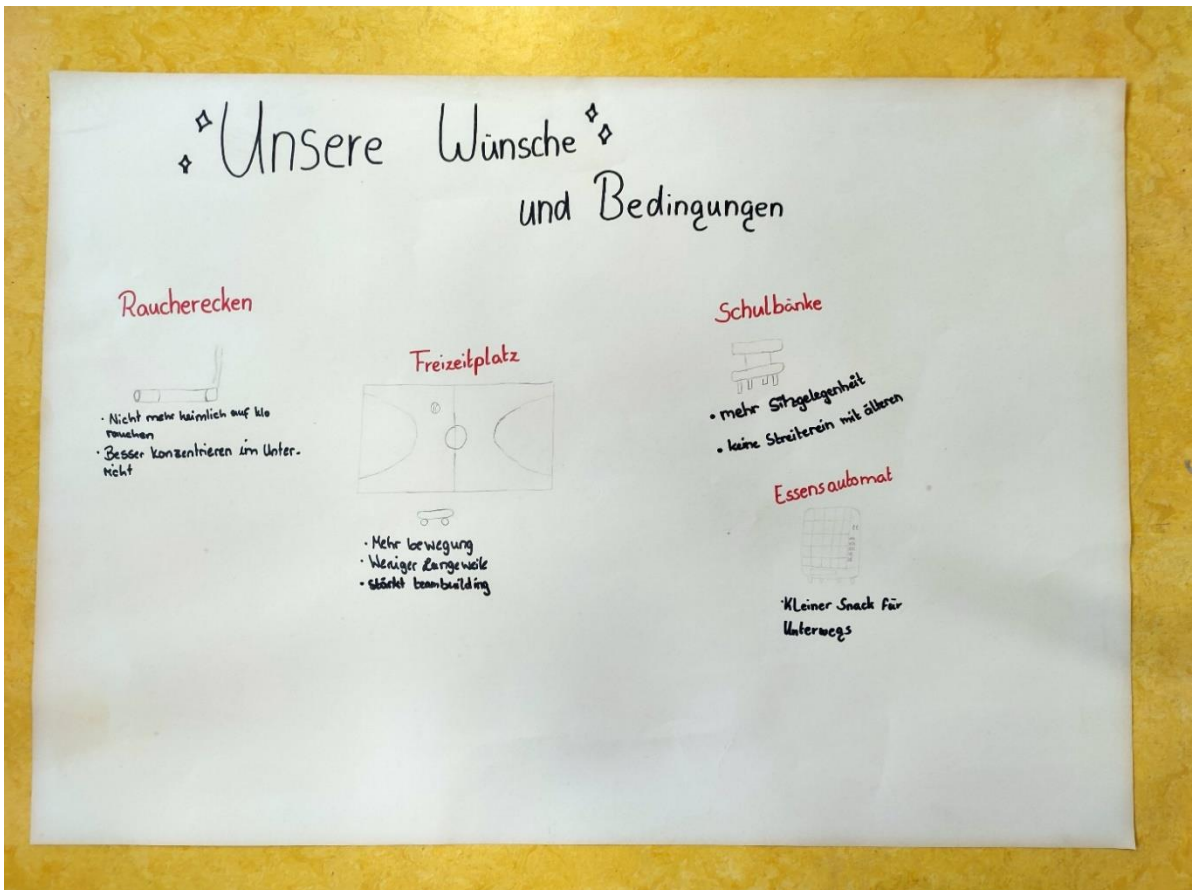 Unsere Wünsche
und Bedingungen
Raucherecken
· Nicht mehr heimlich auf klo
rauchen
· Besser konzentrieren im Unter-
richt
Freizeitplatz
· Mehr bewegung
· Weniger Langeweile
· stärkt teambuilding
Schulbänke
• mehr Sitzgelegenheit
• keine Streiterein mit älteren
Essensautomat
·Kleiner Snack für
Unterwegs